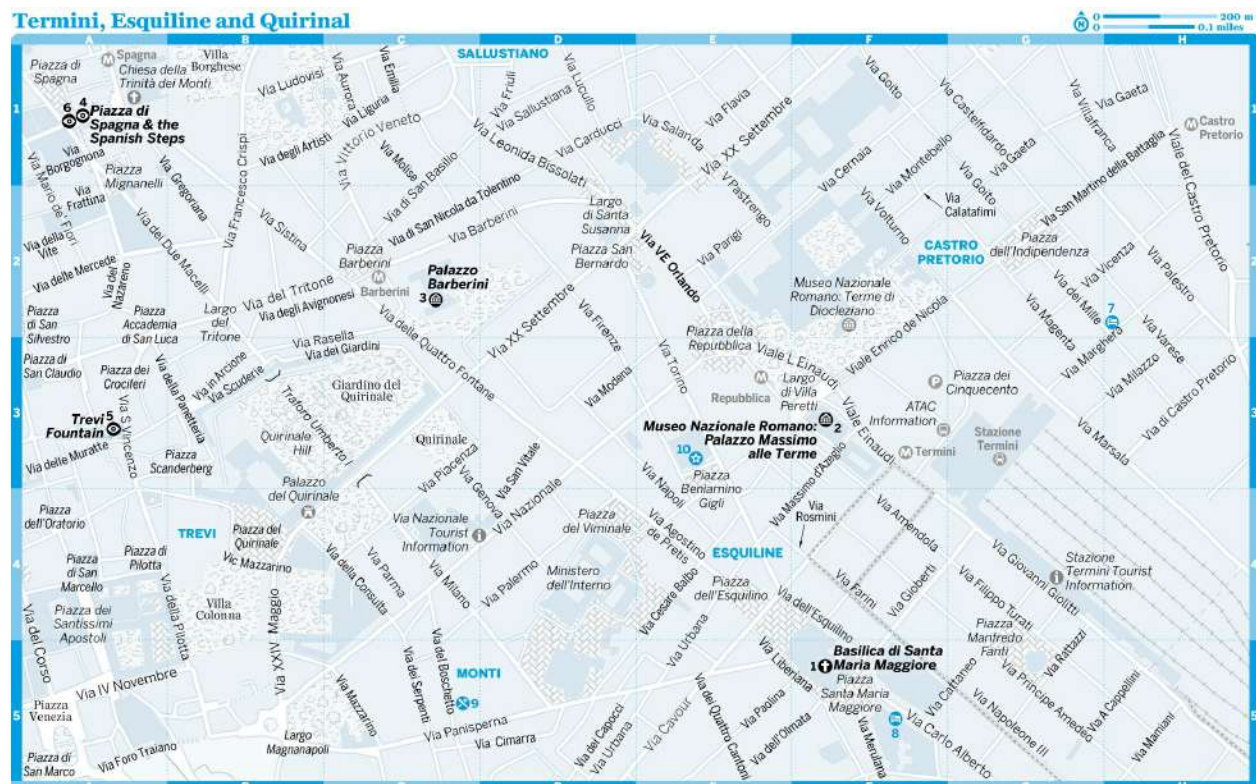 Termini, Esquiline and Quirinal
0 200 m
0 0.1 miles
A B C D E F G H
SALLUSTIANO
Spagna
Piazza di
Spagna
Chiesa della
Trinità dei Monti
Villa
Borghese
Via Ludovisi
Via Aurora
Via Emilia
Via Liguria
Via Friuli
Via Sallustiana
Via Lucullo
Via Flavia
Via Salanda
Via XX Settembre
Via Goito
Via Castelfidardo
Via Villafranca
Via Gaeta
Castro
Pretorio
1
6 4
Piazza di
Spagna & the
Spanish Steps
Via degli Artisti
Via Vittorio Veneto
Via Leonida Bissolati
Via Carducci
Via Cernaia
Via Montebello
Via Gaeta
Via Goito
Via San Martino della Battaglia
Viale del Castro Pretorio
Via
Borgognona
Piazza
Mignanelli
Via Gregoriana
Via Francesco Crispi
Via Molise
Via di San Basilio
Via di San Nicola da Tolentino
V Pastrengo
Via
Calatafimi
Via Mario de' Fiori
Via
Frattina
Via Sistina
Via Barberini
Largo
di Santa
Susanna
Via Volturno
Via della
Vite
Via dei Due Macelli
Piazza
Barberini
Barberini
Piazza San
Bernardo
Via VE Orlando
Via Parigi
CASTRO
PRETORIO
Piazza
dell'Indipendenza
Via Vicenza
Via Palestro
2
Via delle Mercede
Via del
Nazareno
Via del Tritone
Via degli Avignonesi
Palazzo
Barberini
3
Museo Nazionale
Romano: Terme di
Diocleziano
Via dei Mille
7
Piazza
di San
Silvestro
Piazza
Accademia
di San Luca
Largo
del
Tritone
Via Rasella
Via dei Giardini
Via delle Quattro Fontane
Via XX Settembre
Via Firenze
Piazza della
Repubblica
Viale L Einaudi
Viale Enrico de Nicola
Via Magenta
Via Marghera
Via Varese
Piazza di
San Claudio
Piazza dei
Crociferi
Via della Panetteria
Via in Arcione
Via Scuderie
Giardino del
Quirinale
Via Modena
Via Torino
Repubblica
Largo
di Villa
Peretti
Piazza dei
Cinquecento
P
Via Milazzo
Via di Castro Pretorio
3
5
Trevi
Fountain
Via S Vincenzo
Traforo Umberto I
Quirinale
Hill
Quirinale
Museo Nazionale Romano:
Palazzo Massimo
alle Terme
2
Viale Einaudi
ATAC
Information
Termini
Stazione
Termini
Via Marsala
Via delle Muratte
Piazza
Scanderberg
Via Piacenza
Via Genova
Via San Vitale
10
Piazza
Beniamino
Gigli
Via Massimo d'Azeglio
Piazza
dell'Oratorio
Palazzo
del Quirinale
Via Nazionale
Via Napoli
Via
Rosmini
Via Amendola
TREVI
Piazza del
Quirinale
Via Nazionale
Tourist
Information
Piazza
del Viminale
Via Agostino
de Pretis
ESQUILINE
4
Piazza
di San
Marcello
Piazza di
Pilotta
Vic Mazzarino
Via della Consulta
Via Parma
Via Milano
Via Palermo
Ministero
dell'Interno
Via Cesare Balbo
Piazza
dell'Esquilino
Via Farini
Via Gioberti
Via Giovanni Giolitti
Stazione
Termini Tourist
Information
Via Filippo Turati
Piazza dei
Santissimi
Apostoli
Via della Pilotta
Villa
Colonna
Via XXIV Maggio
Via Urbana
Via dell'Esquilino
Piazza
Manfredo
Fanti
Via del Corso
Via IV Novembre
Via Mazzarino
Via dei Serpenti
Via del Boschetto
MONTI
9
Via Liberiana
1
Basilica di Santa
Maria Maggiore
Piazza
Santa Maria
Maggiore
Via Cattaneo
Via Rattazzi
Via Principe Amedeo
Via A Cappellini
Via Mamiani
5
Piazza
Venezia
Via Foro Traiano
Largo
Magnanapoli
Via Panisperna
Via Cimarra
Via dei Capocci
Via Urbana
Via Cavour
Via dei Quattro Cantoni
Via Paolina
Via dell'Olmata
Via Merulana
8
Via Carlo Alberto
Via Napoleone III
Piazza di
San Marco